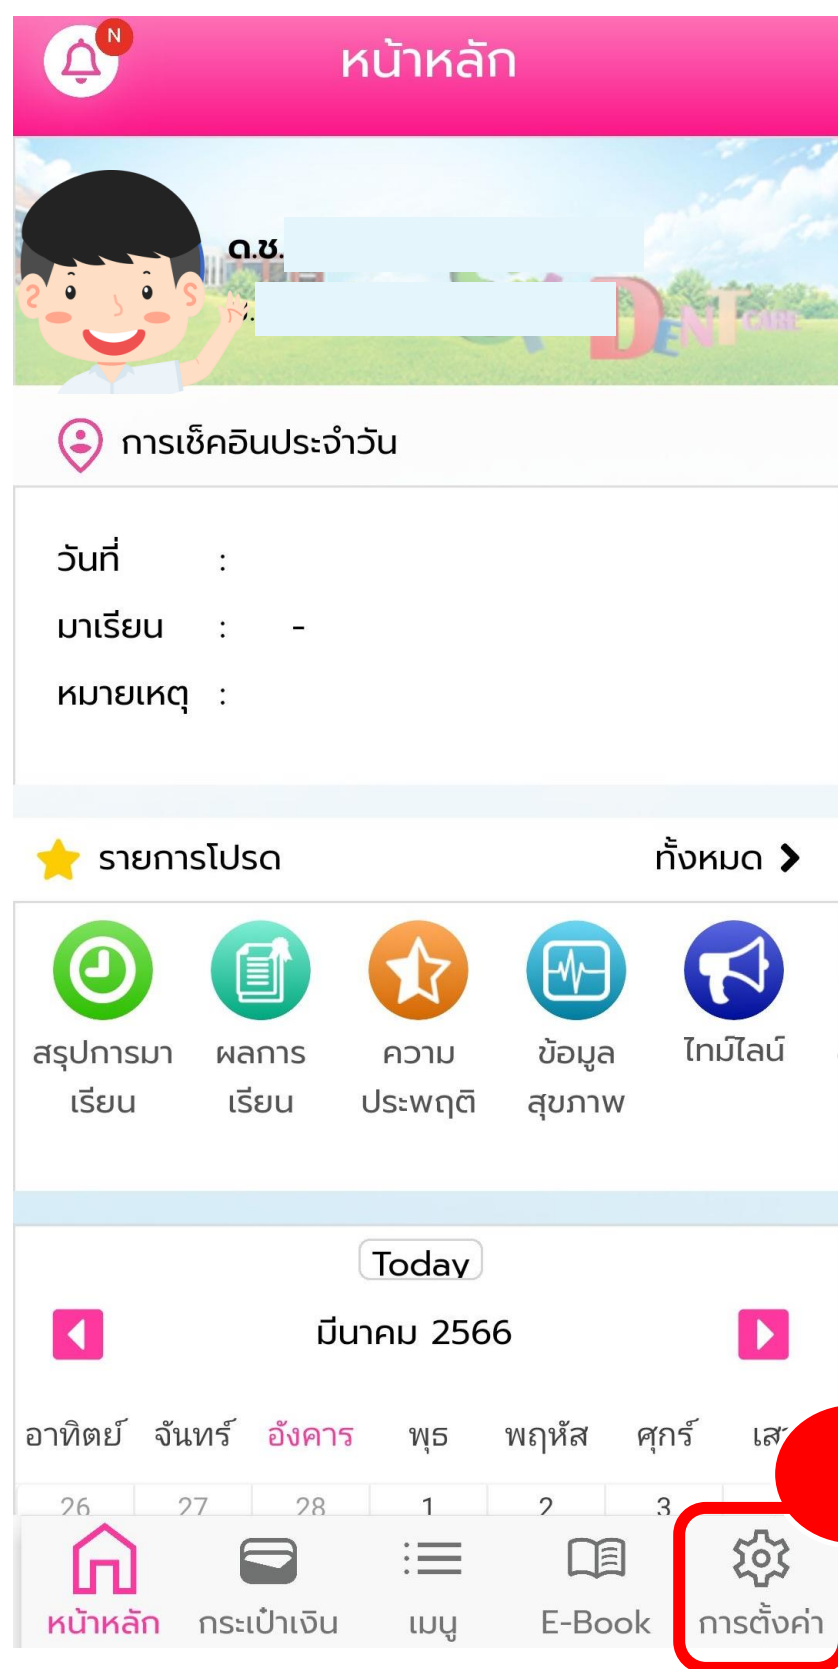 N
หน้าหลัก
ด.ช.
DENT CARE
การเช็คอินประจำวัน
วันที่ :
มาเรียน : -
หมายเหตุ :
รายการโปรด ทั้งหมด
สรุปการมาเรียน
ผลการเรียน
ความประพฤติ
ข้อมูลสุขภาพ
ไทม์ไลน์
Today
มีนาคม 2566
อาทิตย์ จันทร์ อังคาร พุธ พฤหัส ศุกร์
26 27 28 1 2 3
หน้าหลัก กระเป๋าเงิน เมนู E-Book การตั้งค่า